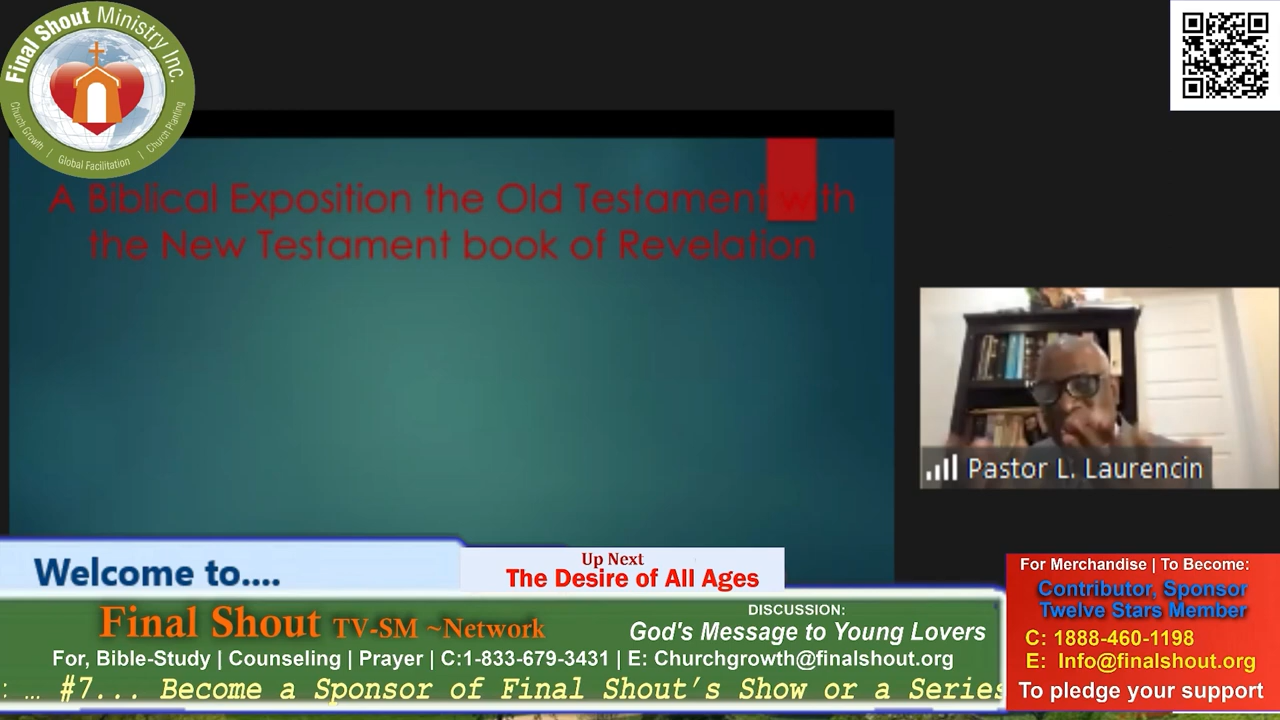 Final Shout Ministry Inc.
Church Growth | Global Facilitation | Church Planting
A Biblical Exposition the Old Testament with
the New Testament book of Revelation
Pastor L. Laurencin
Welcome to....
Up Next
The Desire of All Ages
Final Shout TV-SM ~Network
DISCUSSION:
God's Message to Young Lovers
For, Bible-Study | Counseling | Prayer | C:1-833-679-3431 | E: Churchgrowth@finalshout.org
: … #7... Become a Sponsor of Final Shout’s Show or a Series
For Merchandise | To Become:
Contributor, Sponsor
Twelve Stars Member
C: 1888-460-1198
E: Info@finalshout.org
To pledge your support